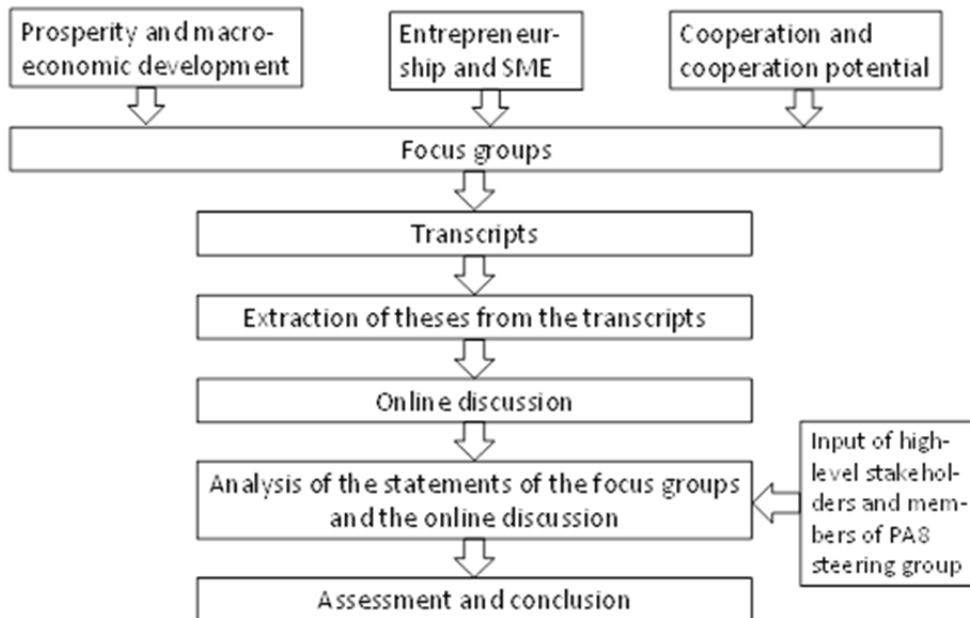 Prosperity and macro-
economic development
Entrepreneur-
ship and SME
Cooperation and
cooperation potential
Focus groups
Transcripts
Extraction of theses from the transcripts
Online discussion
Analysis of the statements of the focus groups
and the online discussion
Input of high-
level stakehol-
ders and mem-
bers of PA8
steering group
Assessment and conclusion